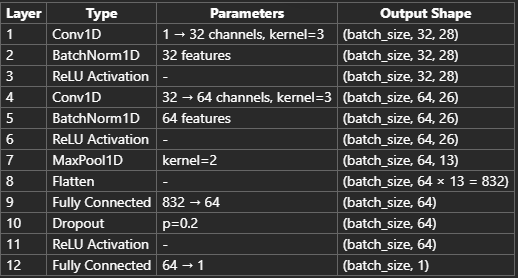 Layer Type Parameters Output Shape
1 Conv1D 1 → 32 channels, kernel=3 (batch_size, 32, 28)
2 BatchNorm1D 32 features (batch_size, 32, 28)
3 ReLU Activation - (batch_size, 32, 28)
4 Conv1D 32 → 64 channels, kernel=3 (batch_size, 64, 26)
5 BatchNorm1D 64 features (batch_size, 64, 26)
6 ReLU Activation - (batch_size, 64, 26)
7 MaxPool1D kernel=2 (batch_size, 64, 13)
8 Flatten - (batch_size, 64 × 13 = 832)
9 Fully Connected 832 → 64 (batch_size, 64)
10 Dropout p=0.2 (batch_size, 64)
11 ReLU Activation - (batch_size, 64)
12 Fully Connected 64 → 1 (batch_size, 1)